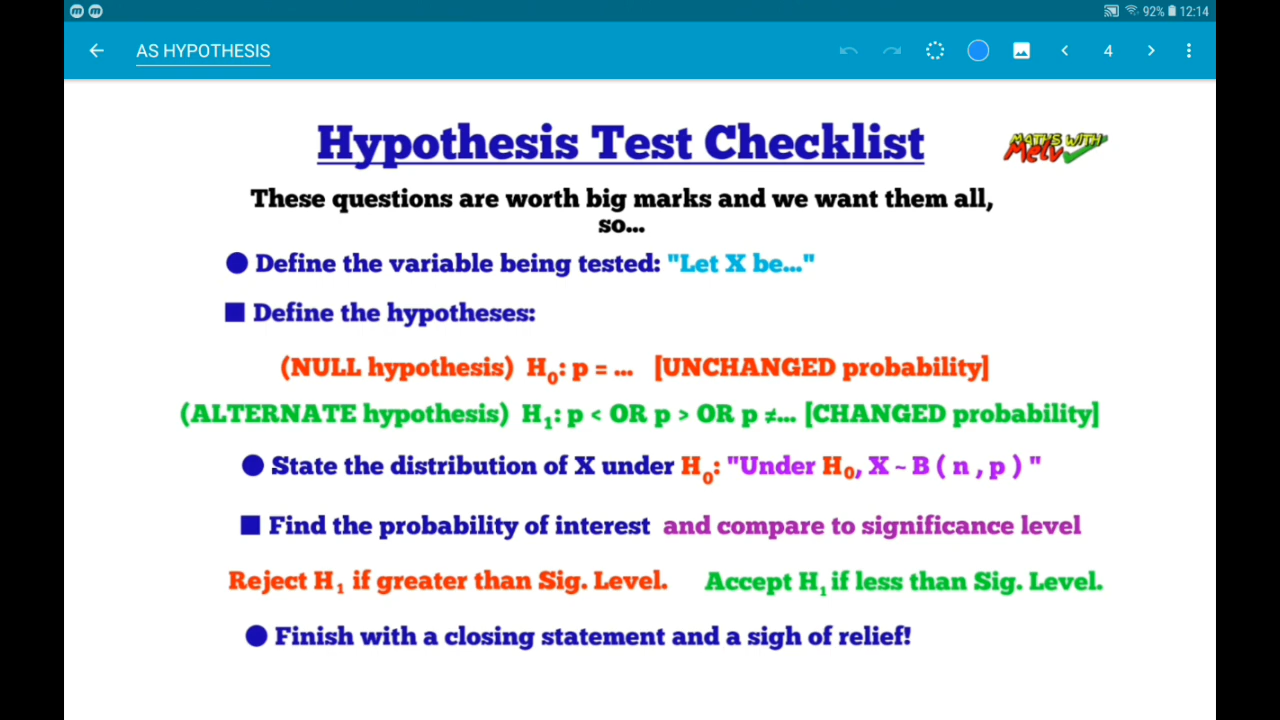 92% 12:14
AS HYPOTHESIS
4
Hypothesis Test Checklist
MATHS WITH
Melv
These questions are worth big marks and we want them all,
so...
Define the variable being tested: "Let X be..."
Define the hypotheses:
(NULL hypothesis) H₀: p = ... [UNCHANGED probability]
(ALTERNATE hypothesis) H₁: p < OR p > OR p ≠... [CHANGED probability]
State the distribution of X under H₀: "Under H₀, X ~ B ( n , p ) "
Find the probability of interest and compare to significance level
Reject H₁ if greater than Sig. Level. Accept H₁ if less than Sig. Level.
Finish with a closing statement and a sigh of relief!